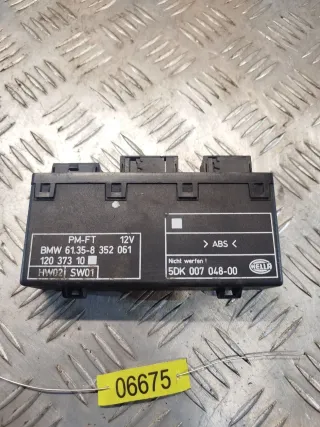 PM-FT 12V
BMW 61.35-8 352 061
120 373 10
HW02 SW01
> ABS <
Nicht werfen !
5DK 007 048-00
HELLA
06675